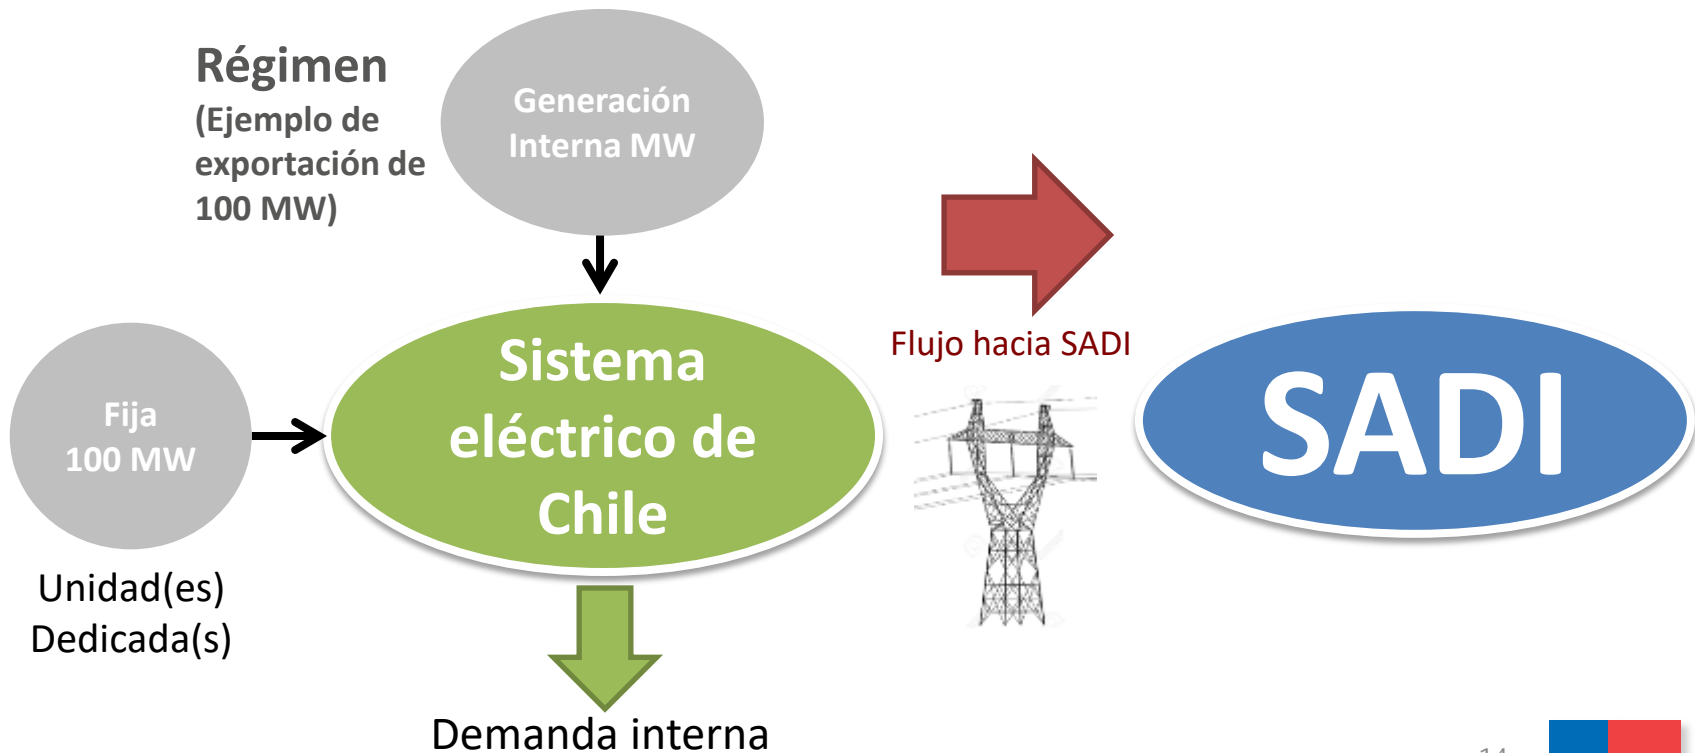 Régimen
(Ejemplo de
exportación de
100 MW)
Generación
Interna MW
Fija
100 MW
Unidad(es)
Dedicada(s)
Sistema
eléctrico de
Chile
Demanda interna
Flujo hacia SADI
SADI
14